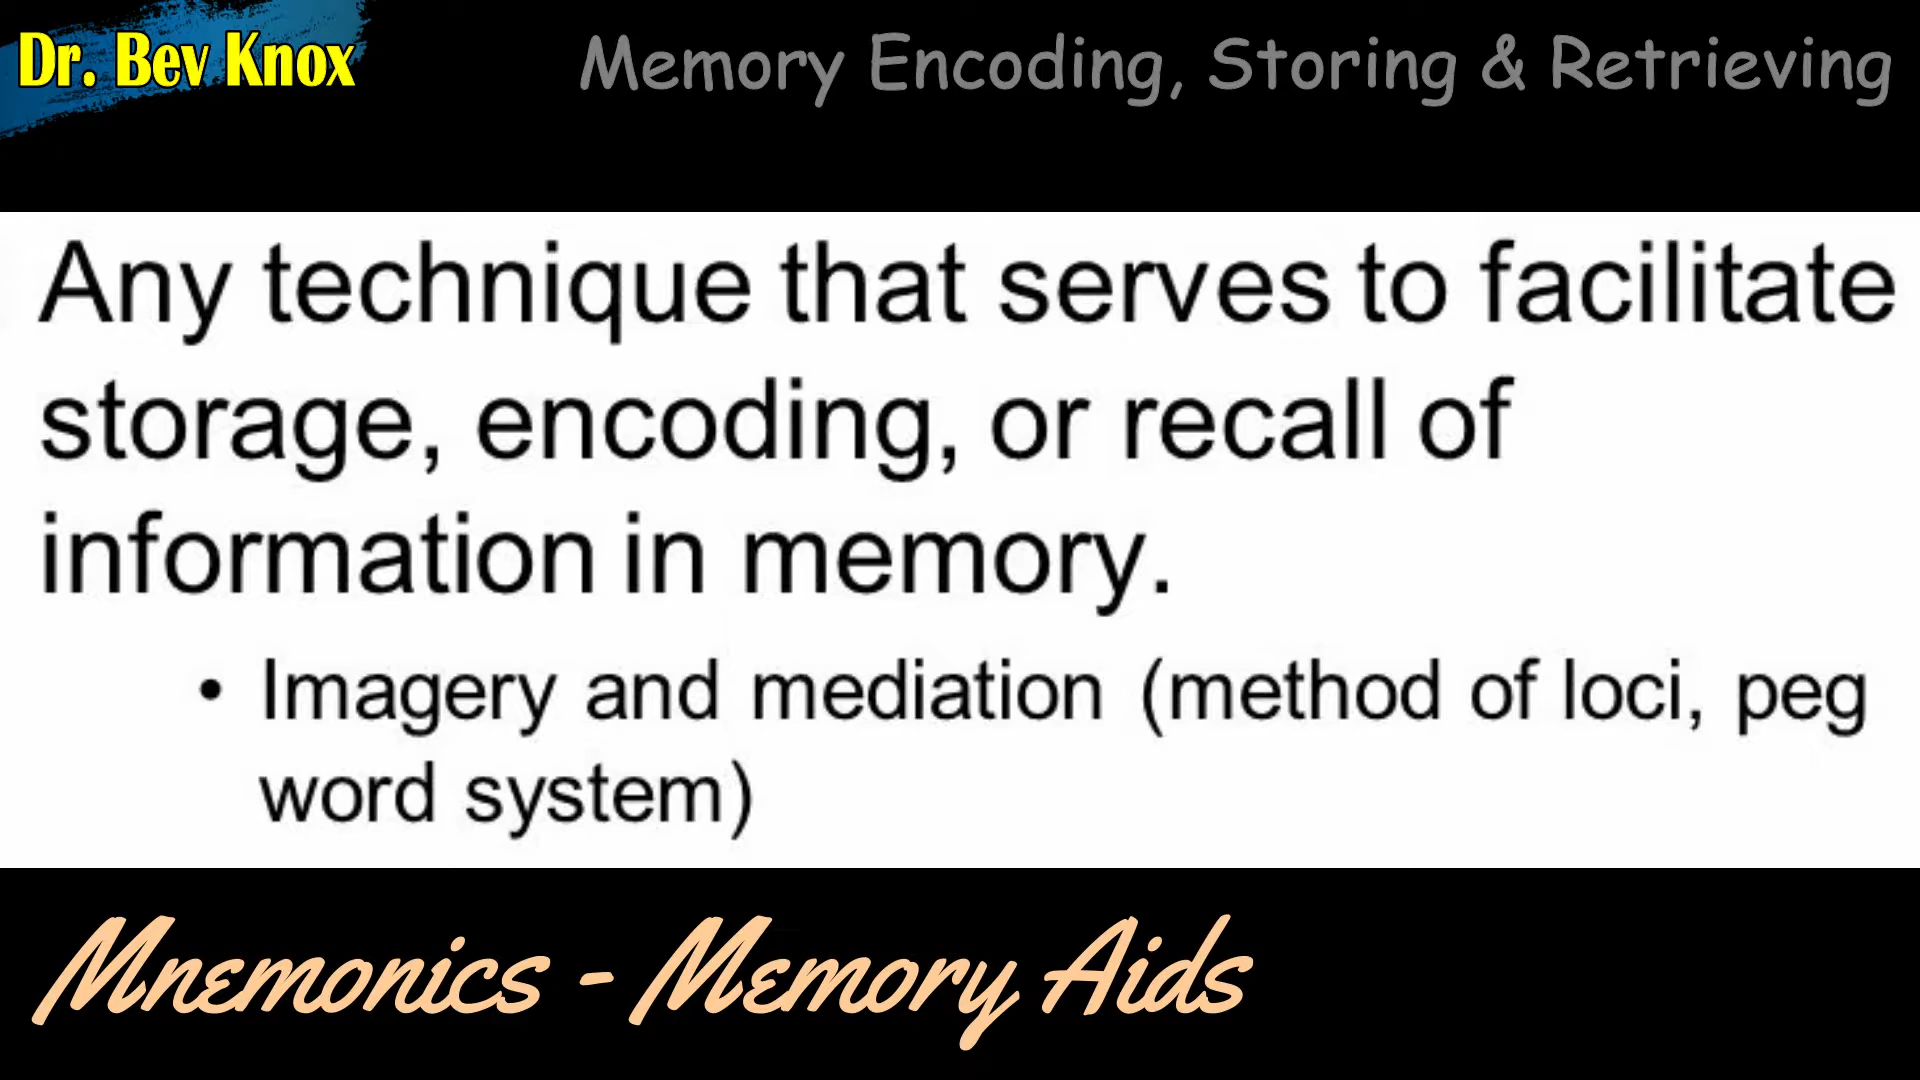 Dr. Bev Knox
Memory Encoding, Storing & Retrieving
Any technique that serves to facilitate
storage, encoding, or recall of
information in memory.
• Imagery and mediation (method of loci, peg
word system)
Mnemonics - Memory Aids